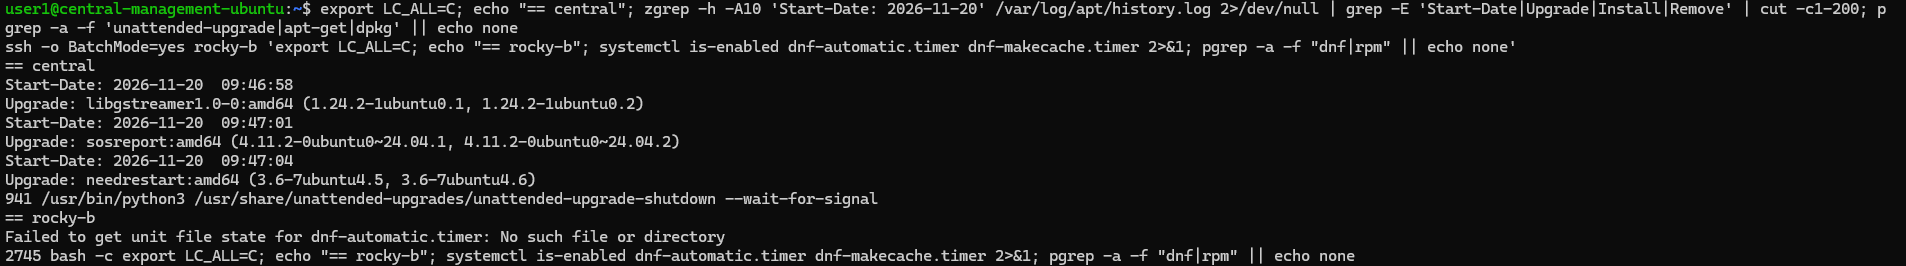 user1@central-management-ubuntu:~$ export LC_ALL=C; echo "== central"; zgrep -h -A10 'Start-Date: 2026-11-20' /var/log/apt/history.log 2>/dev/null | grep -E 'Start-Date|Upgrade|Install|Remove' | cut -c1-200; p
grep -a -f 'unattended-upgrade|apt-get|dpkg' || echo none
ssh -o BatchMode=yes rocky-b 'export LC_ALL=C; echo "== rocky-b"; systemctl is-enabled dnf-automatic.timer dnf-makecache.timer 2>&1; pgrep -a -f "dnf|rpm" || echo none'
== central
Start-Date: 2026-11-20  09:46:58
Upgrade: libgstreamer1.0-0:amd64 (1.24.2-1ubuntu0.1, 1.24.2-1ubuntu0.2)
Start-Date: 2026-11-20  09:47:01
Upgrade: sosreport:amd64 (4.11.2-0ubuntu0~24.04.1, 4.11.2-0ubuntu0~24.04.2)
Start-Date: 2026-11-20  09:47:04
Upgrade: needrestart:amd64 (3.6-7ubuntu4.5, 3.6-7ubuntu4.6)
941 /usr/bin/python3 /usr/share/unattended-upgrades/unattended-upgrade-shutdown --wait-for-signal
== rocky-b
Failed to get unit file state for dnf-automatic.timer: No such file or directory
2745 bash -c export LC_ALL=C; echo "== rocky-b"; systemctl is-enabled dnf-automatic.timer dnf-makecache.timer 2>&1; pgrep -a -f "dnf|rpm" || echo none